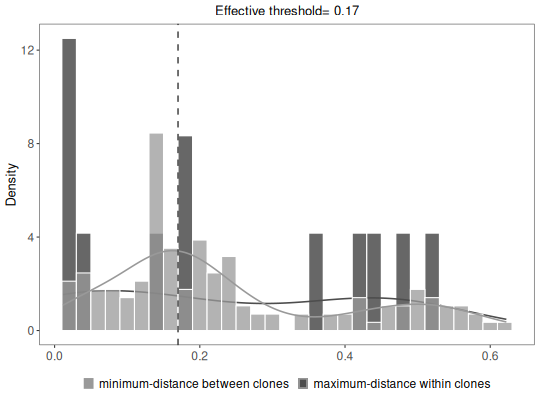 Effective threshold= 0.17
12
8
4
0
Density
0.0 0.2 0.4 0.6
minimum-distance between clones maximum-distance within clones